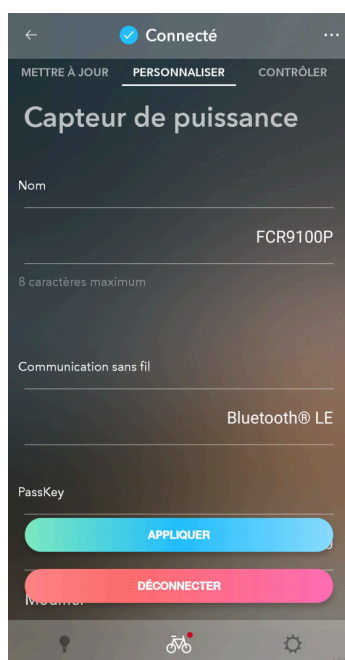 Connecté
METTRE À JOUR PERSONNALISER CONTRÔLER
Capteur de puissance
Nom
FCR9100P
8 caractères maximum
Communication sans fil
Bluetooth® LE
PassKey
APPLIQUER
DÉCONNECTER